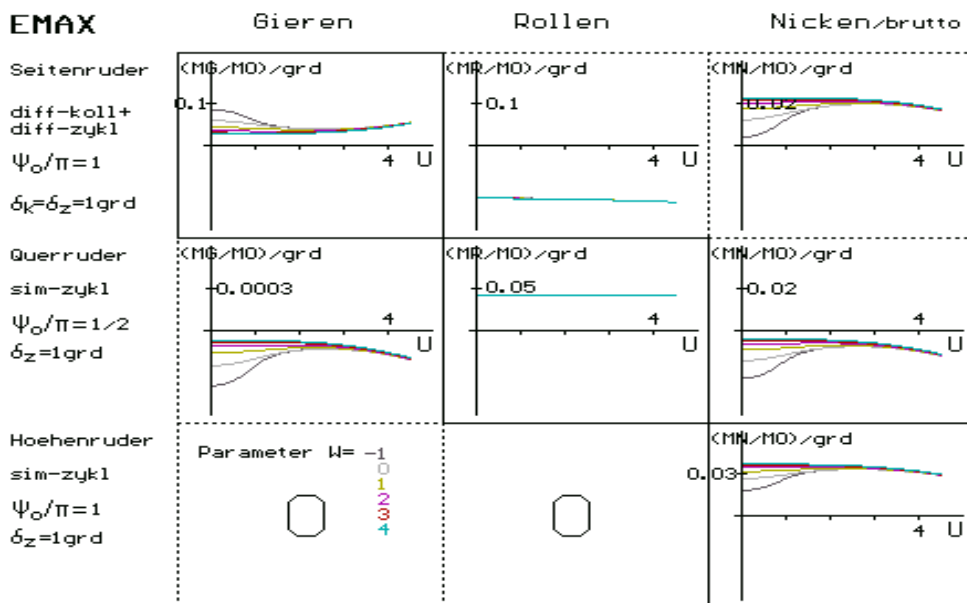 EMAX Gieren Rollen Nicken/brutto
Seitenruder (MG/MO)/grd (MR/MO)/grd (MN/MO)/grd
diff-koll+ 0.1 0.1 0.02
diff-zykl
ψo/π=1 4 U 4 U 4 U
δk=δz=1grd
Querruder (MG/MO)/grd (MR/MO)/grd (MN/MO)/grd
sim-zykl 0.0003 0.05 0.02
ψo/π=1/2 4 4 4
δz=1grd U U U
Hoehenruder (MN/MO)/grd
Parameter W= -1
sim-zykl 0 0.03
1
ψo/π=1 2
0 3 0
δz=1grd 4 4 U